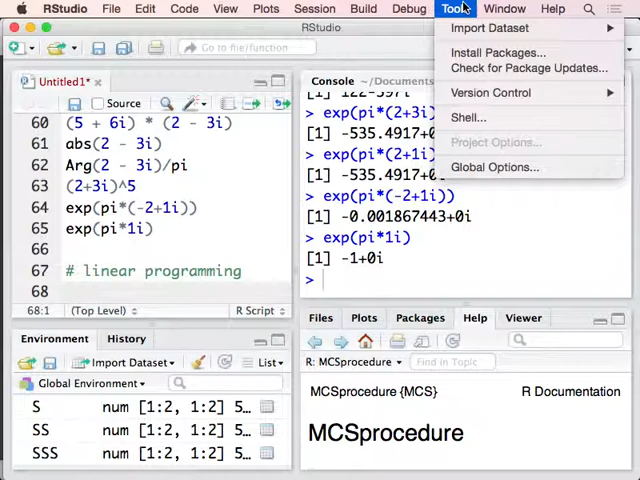 RStudio File Edit Code View Plots Session Build Debug Tools Window Help
RStudio
Go to file/function
Import Dataset
Install Packages...
Check for Package Updates...
Version Control
Shell...
Project Options...
Global Options...
Untitled1*
Source
60 (5 + 6i) * (2 - 3i)
61 abs(2 - 3i)
62 Arg(2 - 3i)/pi
63 (2+3i)^5
64 exp(pi*(-2+1i))
65 exp(pi*1i)
66
67 # linear programming
68
68:1 (Top Level) R Script
Console ~/Documents
[1] 122-597i
> exp(pi*(2+3i)
[1] -535.4917+0
> exp(pi*(2+1i)
[1] -535.4917+0
> exp(pi*(-2+1i))
[1] -0.001867443+0i
> exp(pi*1i)
[1] -1+0i
>
Environment History
Import Dataset List
Global Environment
S num [1:2, 1:2] 5...
SS num [1:2, 1:2] 5...
SSS num [1:2, 1:2] 5...
Files Plots Packages Help Viewer
R: MCSprocedure Find in Topic
MCSprocedure {MCS} R Documentation
MCSprocedure